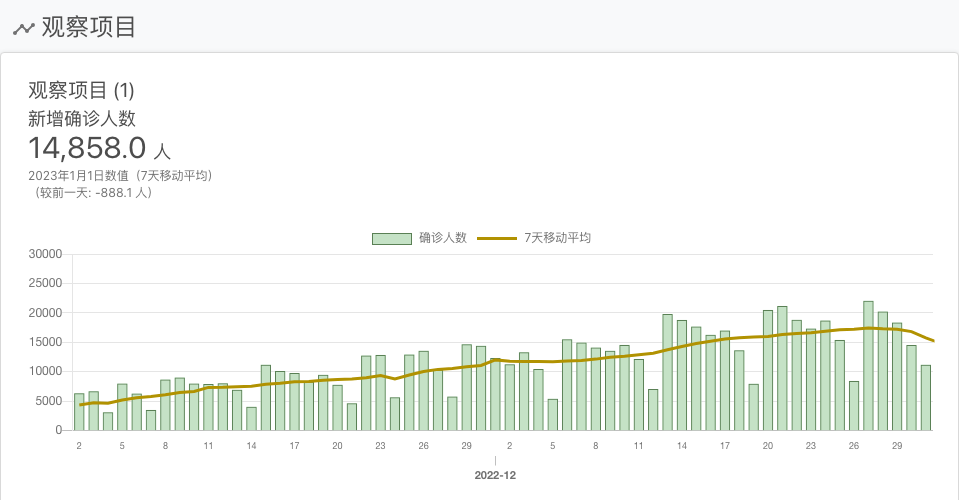 观察项目
观察项目 (1)
新增确诊人数
14,858.0 人
2023年1月1日数值（7天移动平均）
（较前一天: -888.1 人）
确诊人数 7天移动平均
30000
25000
20000
15000
10000
5000
0
2 5 8 11 14 17 20 23 26 29 2 5 8 11 14 17 20 23 26 29
2022-12